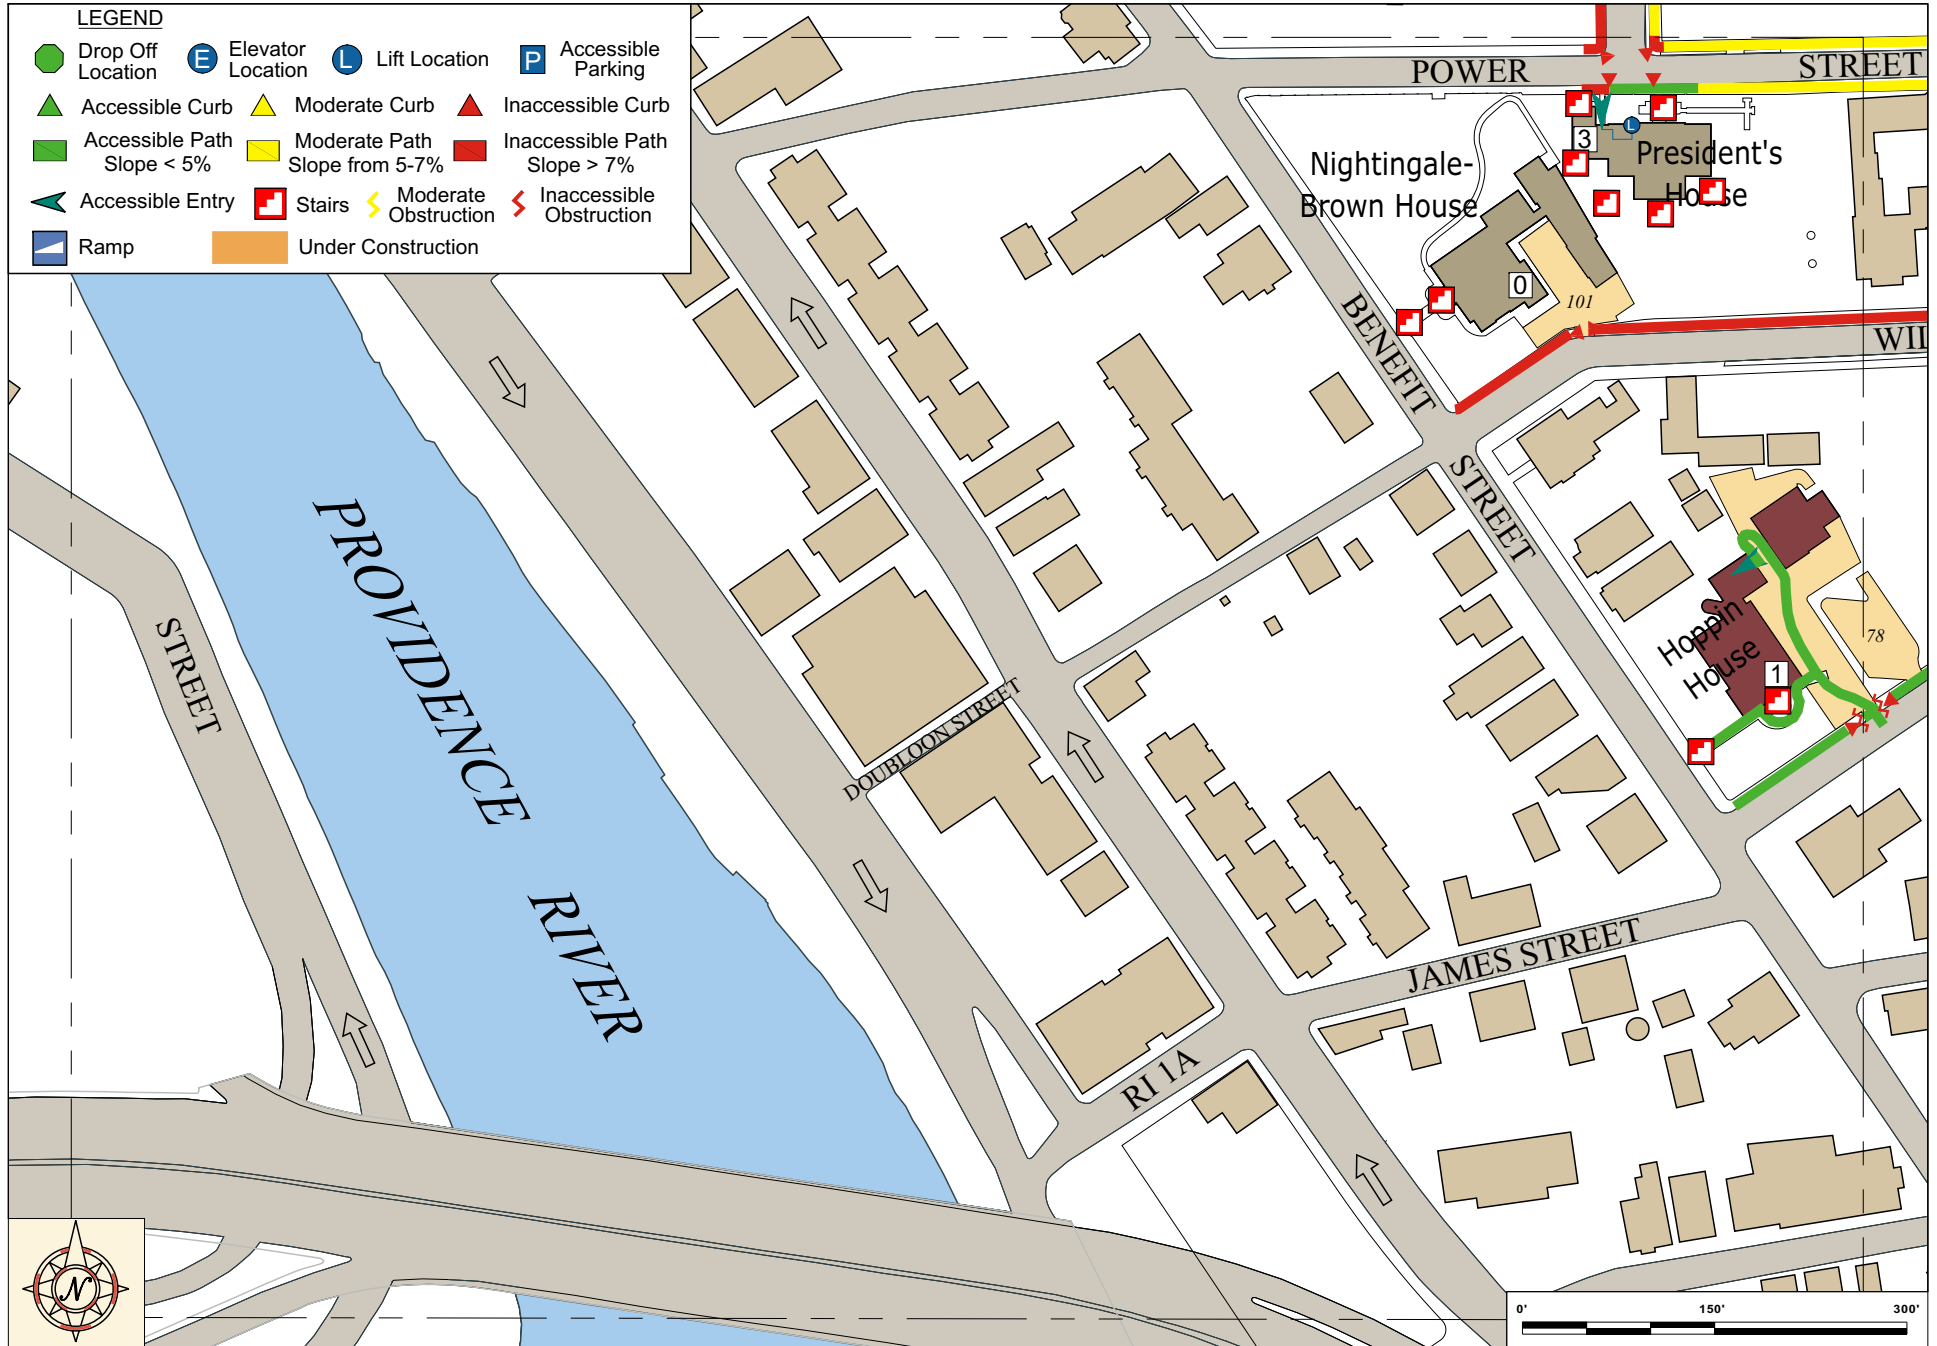 LEGEND
Drop Off
Location
E
Elevator
Location
L
Lift Location
P
Accessible
Parking
Accessible Curb
Moderate Curb
Inaccessible Curb
Accessible Path
Slope < 5%
Moderate Path
Slope from 5-7%
Inaccessible Path
Slope > 7%
Accessible Entry
Stairs
Moderate
Obstruction
Inaccessible
Obstruction
Ramp
Under Construction
POWER STREET
3
L
President's
House
Nightingale-
Brown House
0
101
WIL
BENEFIT STREET
Hoppin
House
1
78
PROVIDENCE RIVER
STREET
DOUBLOON STREET
JAMES STREET
RI 1A
N
0' 150' 300'